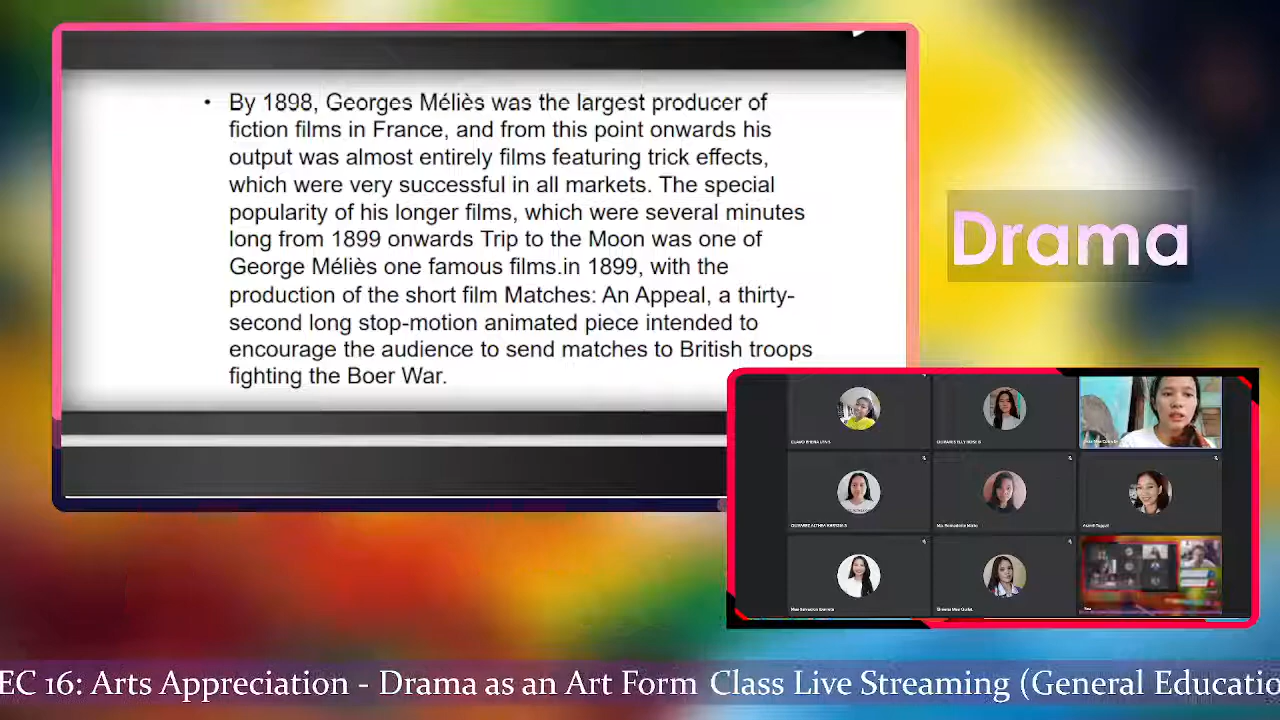 • By 1898, Georges Méliès was the largest producer of
fiction films in France, and from this point onwards his
output was almost entirely films featuring trick effects,
which were very successful in all markets. The special
popularity of his longer films, which were several minutes
long from 1899 onwards Trip to the Moon was one of
George Méliès one famous films.in 1899, with the
production of the short film Matches: An Appeal, a thirty-
second long stop-motion animated piece intended to
encourage the audience to send matches to British troops
fighting the Boer War.
Drama
EC 16: Arts Appreciation - Drama as an Art Form Class Live Streaming (General Educatio